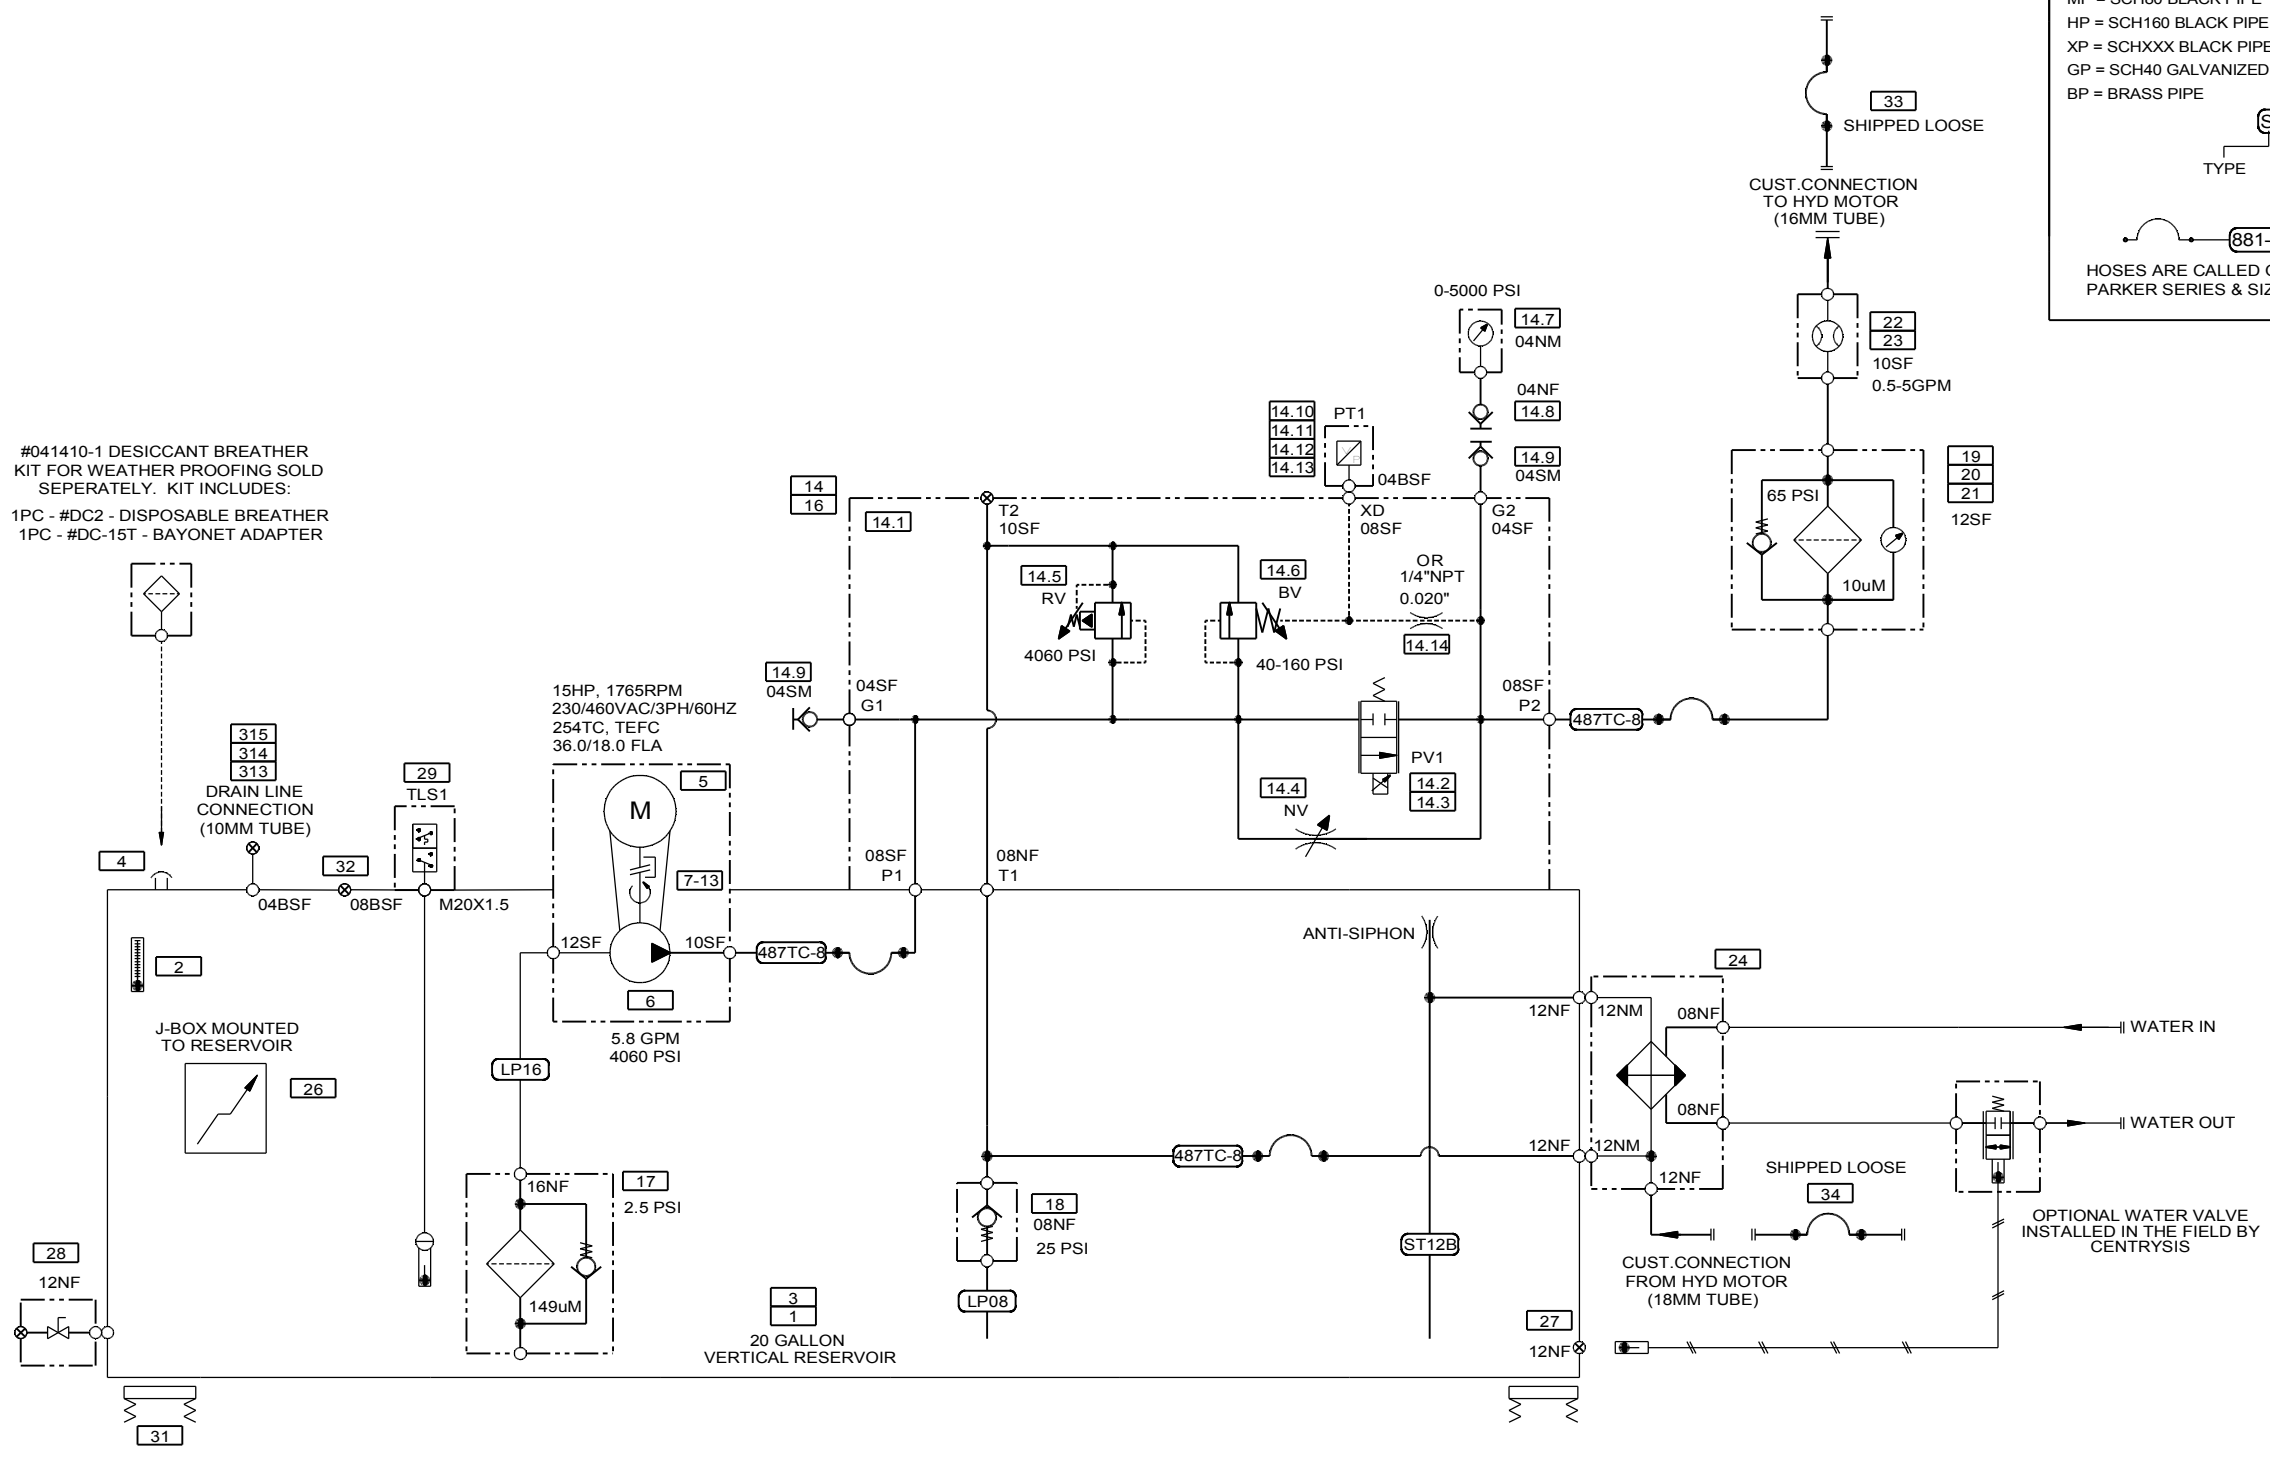 MP = SCH80 BLACK PIPE
HP = SCH160 BLACK PIPE
XP = SCHXXX BLACK PIPE
GP = SCH40 GALVANIZED
BP = BRASS PIPE
TYPE
881-
HOSES ARE CALLED
PARKER SERIES &
33
SHIPPED LOOSE
CUST.CONNECTION
TO HYD MOTOR
(16MM TUBE)
22
23
10SF
0.5-5GPM
0-5000 PSI
14.7
04NM
04NF
14.8
14.9
04SM
14.10
14.11
14.12
14.13
PT1
04BSF
19
20
21
12SF
65 PSI
10uM
#041410-1 DESICCANT BREATHER
KIT FOR WEATHER PROOFING SOLD
SEPERATELY.  KIT INCLUDES:
1PC - #DC2 - DISPOSABLE BREATHER
1PC - #DC-15T - BAYONET ADAPTER
14
16
14.1
T2
10SF
XD
08SF
G2
04SF
14.5
RV
4060 PSI
14.6
BV
40-160 PSI
OR
1/4"NPT
0.020"
14.14
14.9
04SM
04SF
G1
08SF
P2
487TC-8
PV1
14.2
14.3
14.4
NV
15HP, 1765RPM
230/460VAC/3PH/60HZ
254TC, TEFC
36.0/18.0 FLA
5
M
7-13
12SF
10SF
487TC-8
6
5.8 GPM
4060 PSI
08SF
P1
08NF
T1
315
314
313
DRAIN LINE
CONNECTION
(10MM TUBE)
29
TLS1
4
32
04BSF
08BSF
M20X1.5
2
J-BOX MOUNTED
TO RESERVOIR
26
LP16
16NF
17
2.5 PSI
149uM
28
12NF
31
3
1
20 GALLON
VERTICAL RESERVOIR
18
08NF
25 PSI
LP08
487TC-8
ANTI-SIPHON
ST12B
12NF
12NM
24
08NF
WATER IN
08NF
WATER OUT
12NF
12NM
12NF
SHIPPED LOOSE
34
CUST.CONNECTION
FROM HYD MOTOR
(18MM TUBE)
OPTIONAL WATER VALVE
INSTALLED IN THE FIELD BY
CENTRYSIS
27
12NF